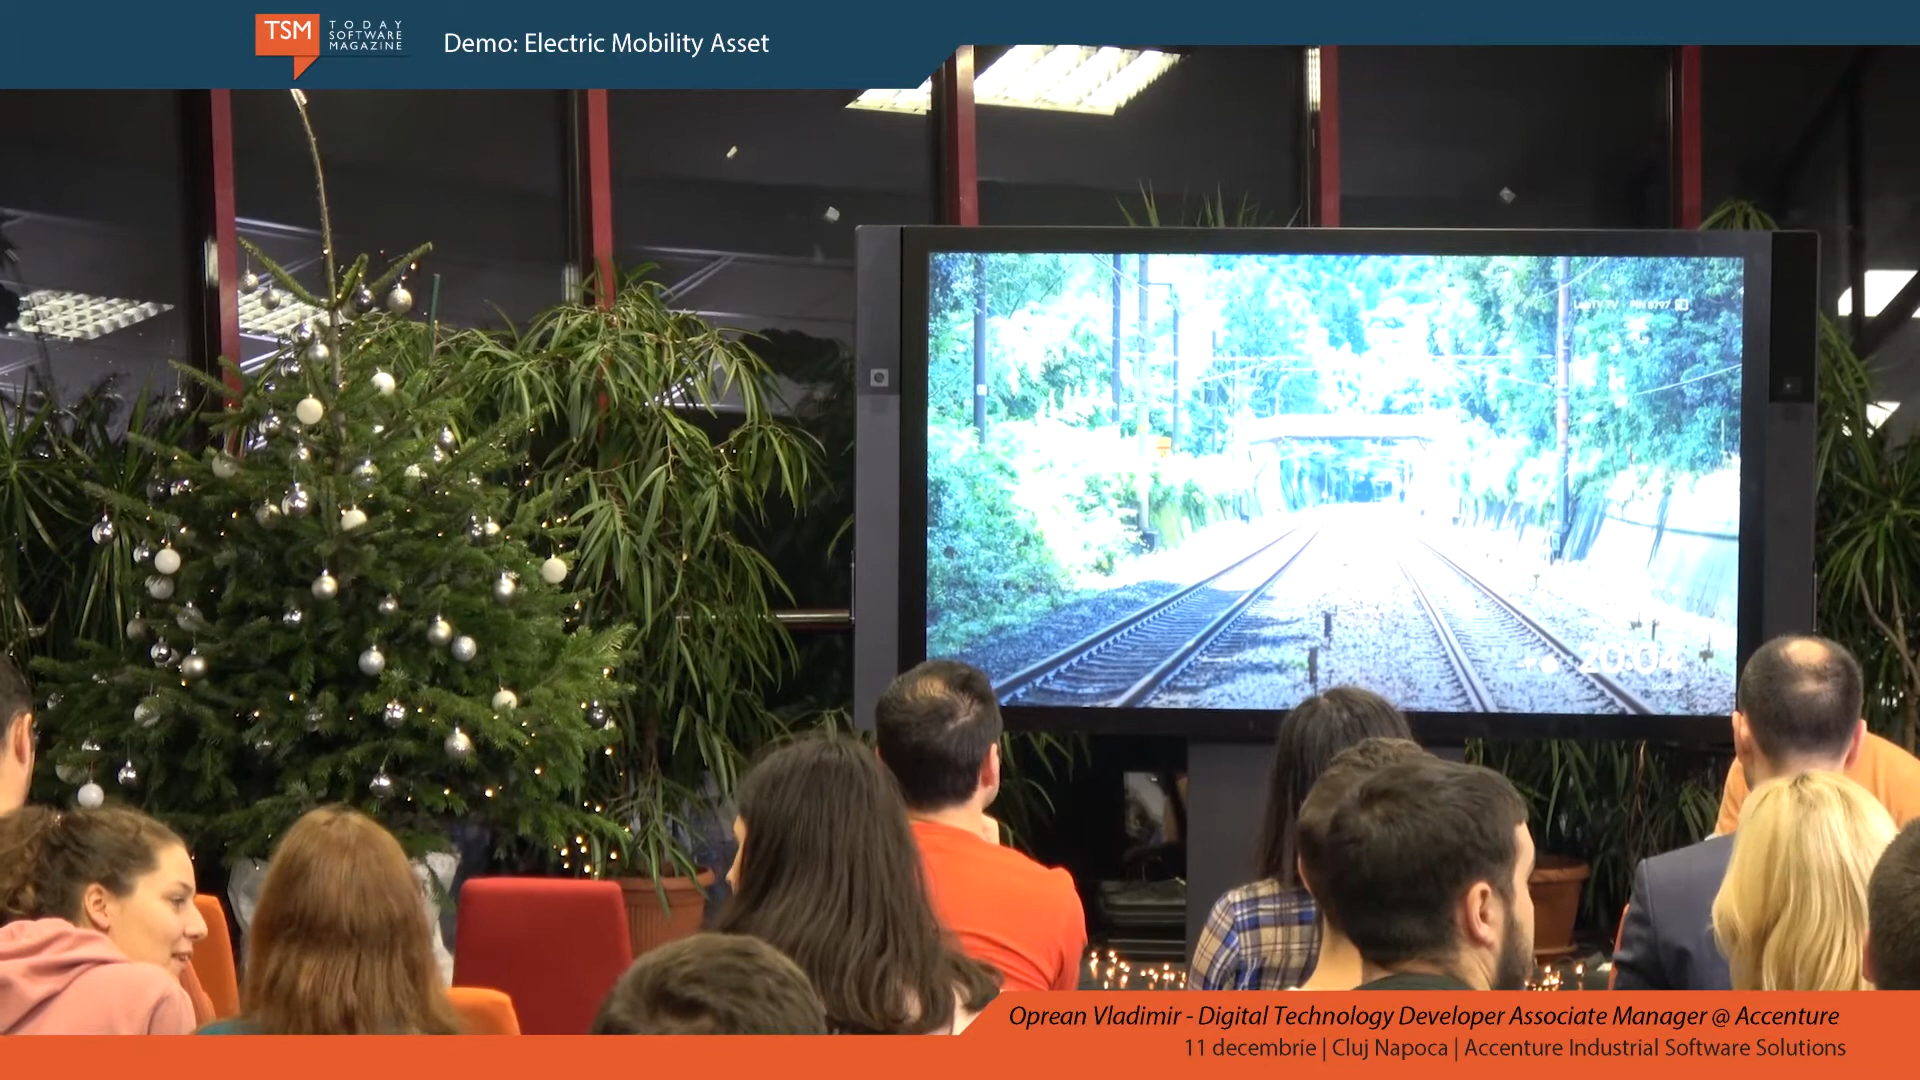 TSM
TODAY
SOFTWARE
MAGAZINE
Demo: Electric Mobility Asset
20:04
Oprean Vladimir - Digital Technology Developer Associate Manager @ Accenture
11 decembrie | Cluj Napoca | Accenture Industrial Software Solutions